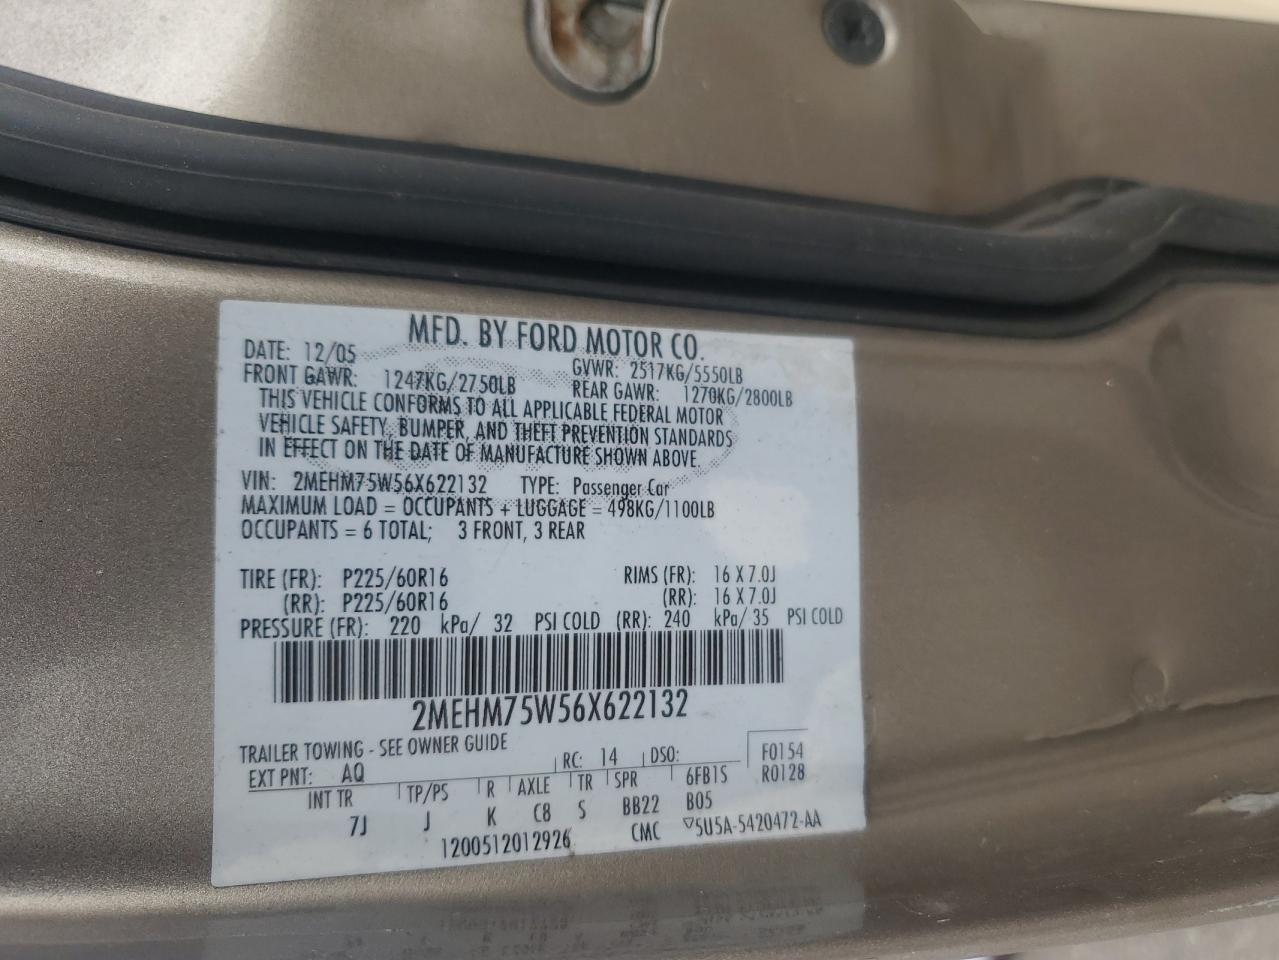 MFD. BY FORD MOTOR CO.
DATE: 12/05 GVWR: 2517KG/5550LB
FRONT GAWR: 1247KG/2750LB REAR GAWR: 1270KG/2800LB
THIS VEHICLE CONFORMS TO ALL APPLICABLE FEDERAL MOTOR
VEHICLE SAFETY, BUMPER, AND THEFT PREVENTION STANDARDS
IN EFFECT ON THE DATE OF MANUFACTURE SHOWN ABOVE.
VIN: 2MEHM75W56X622132 TYPE: Passenger Car
MAXIMUM LOAD = OCCUPANTS + LUGGAGE = 498KG/1100LB
OCCUPANTS = 6 TOTAL; 3 FRONT, 3 REAR
TIRE (FR): P225/60R16 RIMS (FR): 16 X 7.0J
(RR): P225/60R16 (RR): 16 X 7.0J
PRESSURE (FR): 220 kPa/ 32 PSI COLD (RR): 240 kPa/ 35 PSI COLD
2MEHM75W56X622132
TRAILER TOWING - SEE OWNER GUIDE
EXT PNT: AQ RC: 14 DSO: F0154
INT TR TP/PS R AXLE TR SPR 6FB1S R0128
7J J K C8 S BB22 B05
1200512012926 CMC ▽5U5A-5420472-AA